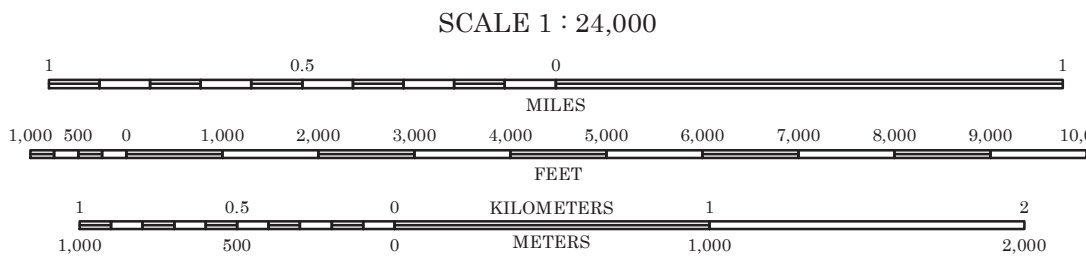 SCALE 1 : 24,000
1 0.5 0 1
MILES
1,000 500 0 1,000 2,000 3,000 4,000 5,000 6,000 7,000 8,000 9,000 10,0
FEET
1 0.5 0 KILOMETERS 1 2
1,000 500 0 METERS 1,000 2,000